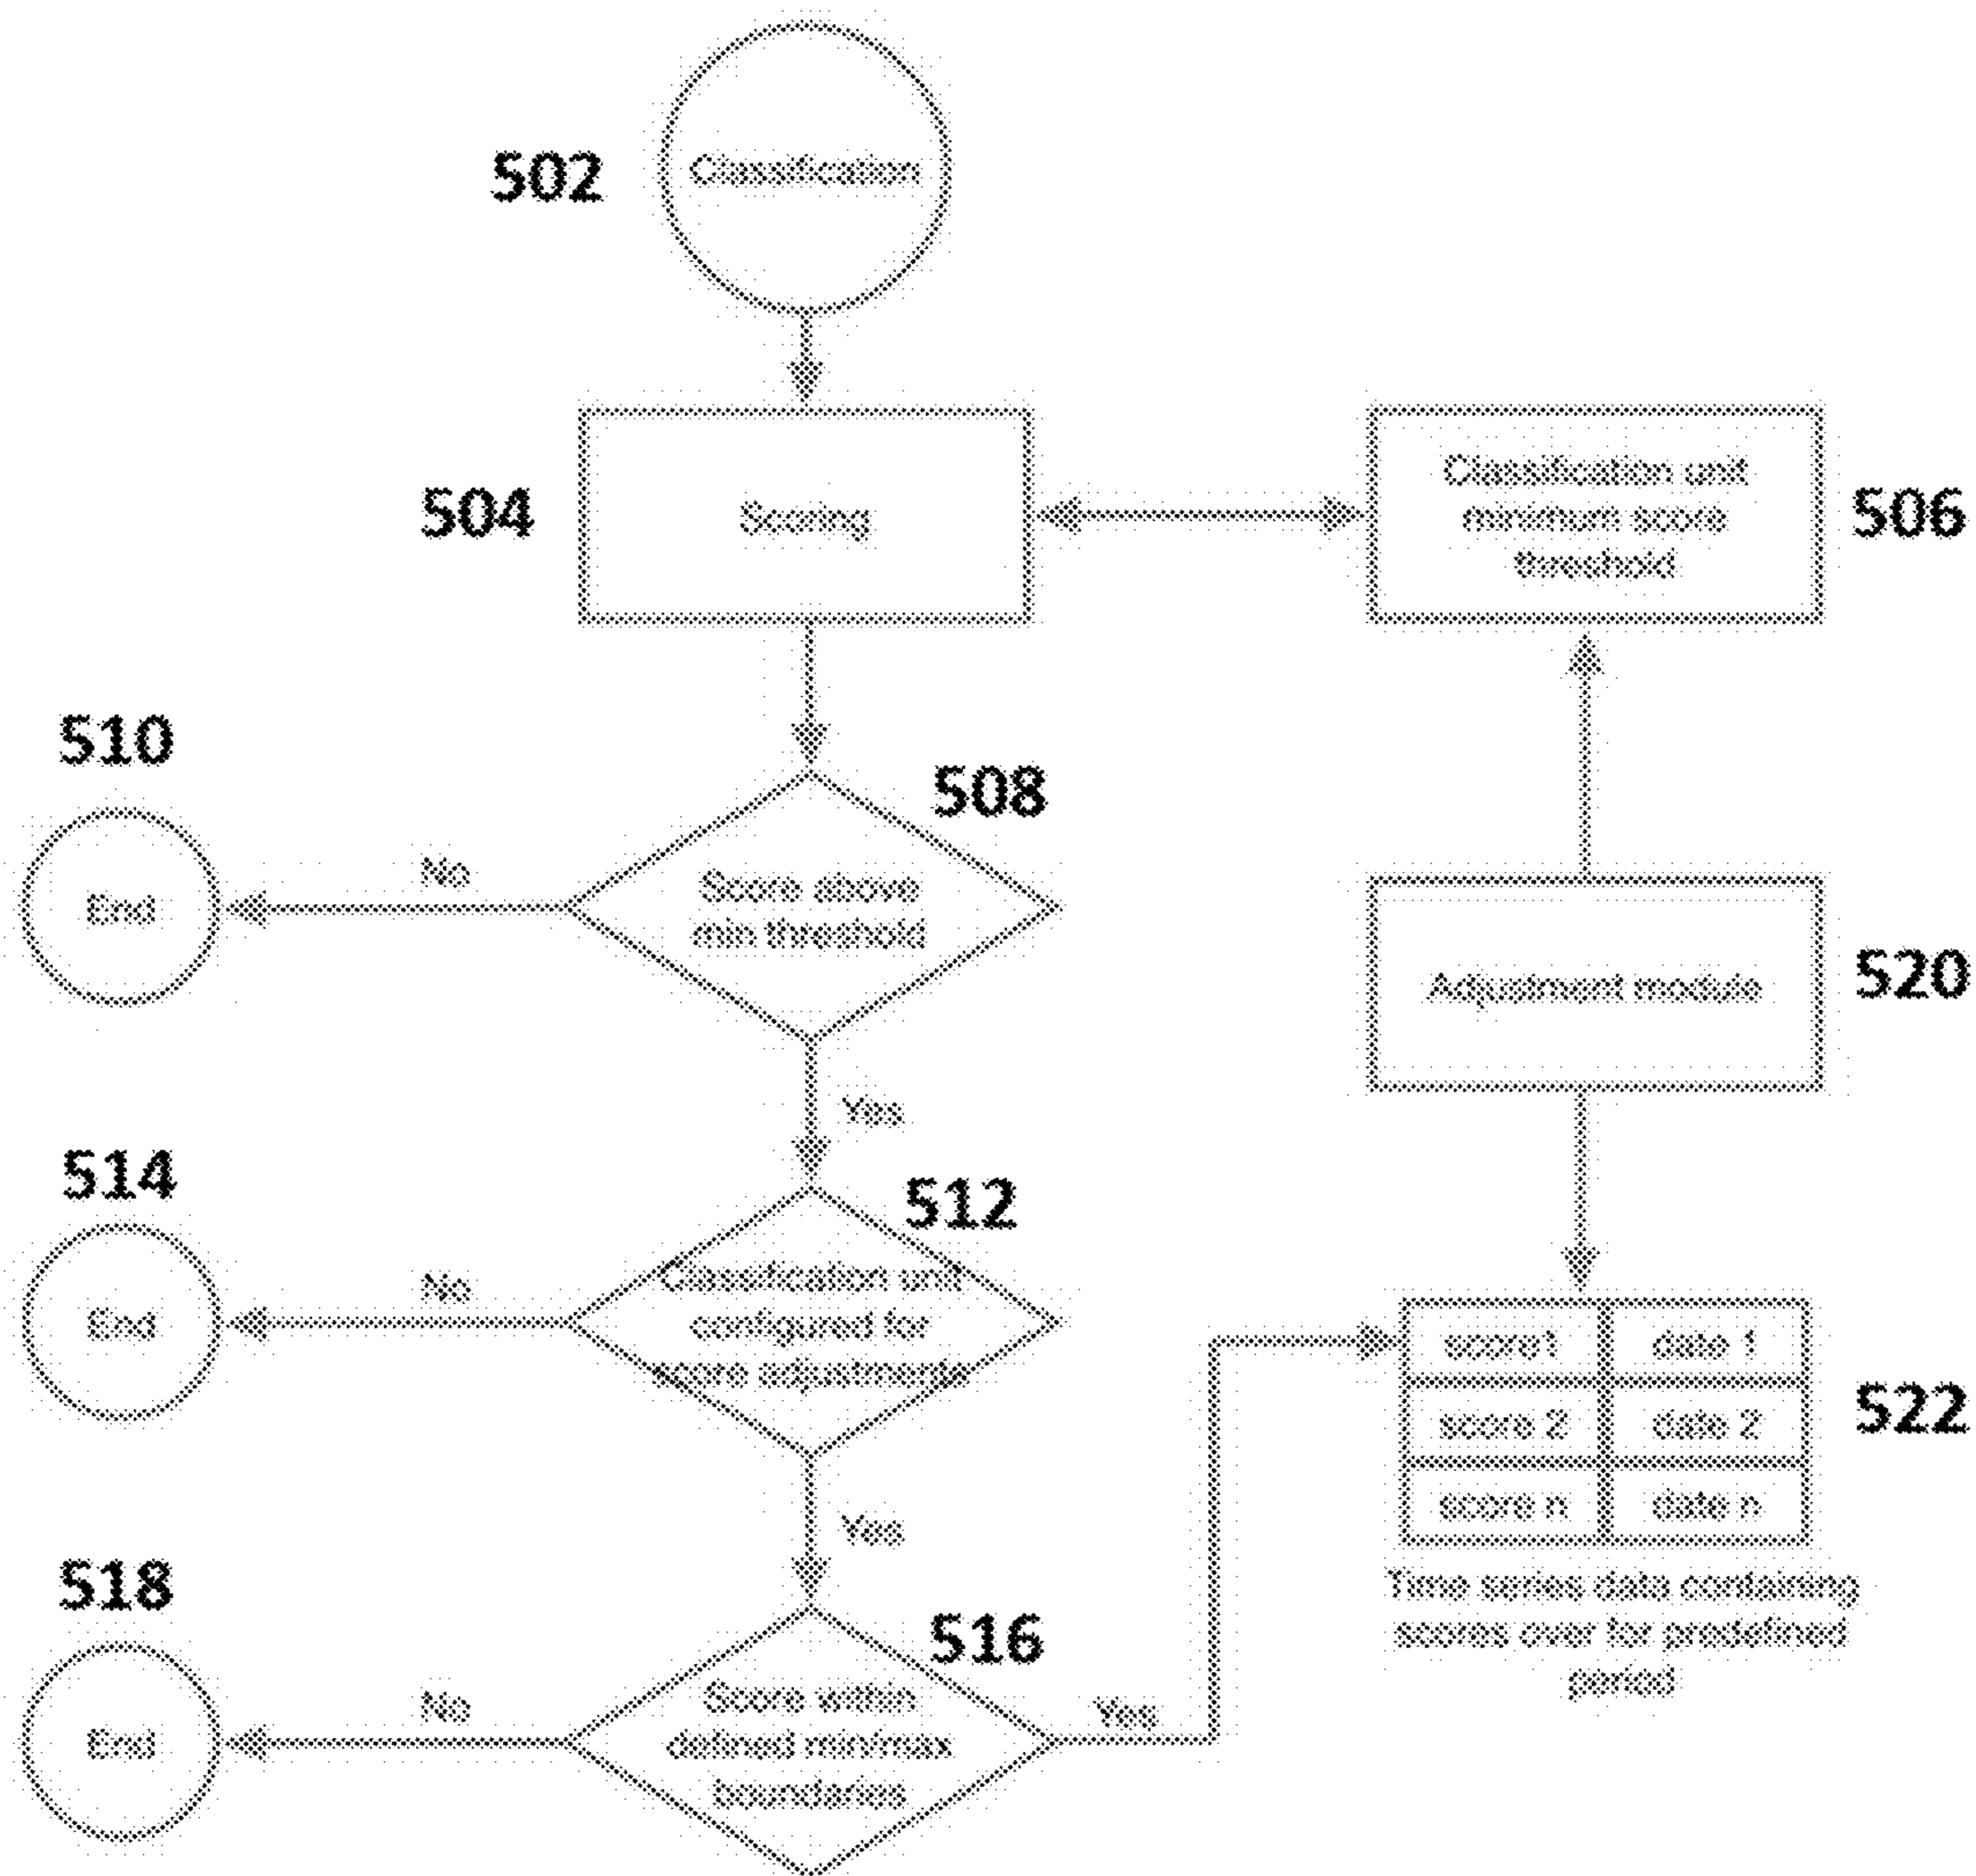 502
Classification
504
Scoring
Classification unit
minimum score
threshold
506
510
508
End
No
Score above
min threshold
Adjustment module
520
Yes
514
512
End
No
Classification unit
configured for
score adjustments
score1 date 1
score 2 date 2
score n date n
522
Yes
Time series data containing
scores over for predefined
period
518
516
End
No
Score within
defined min/max
boundaries
Yes